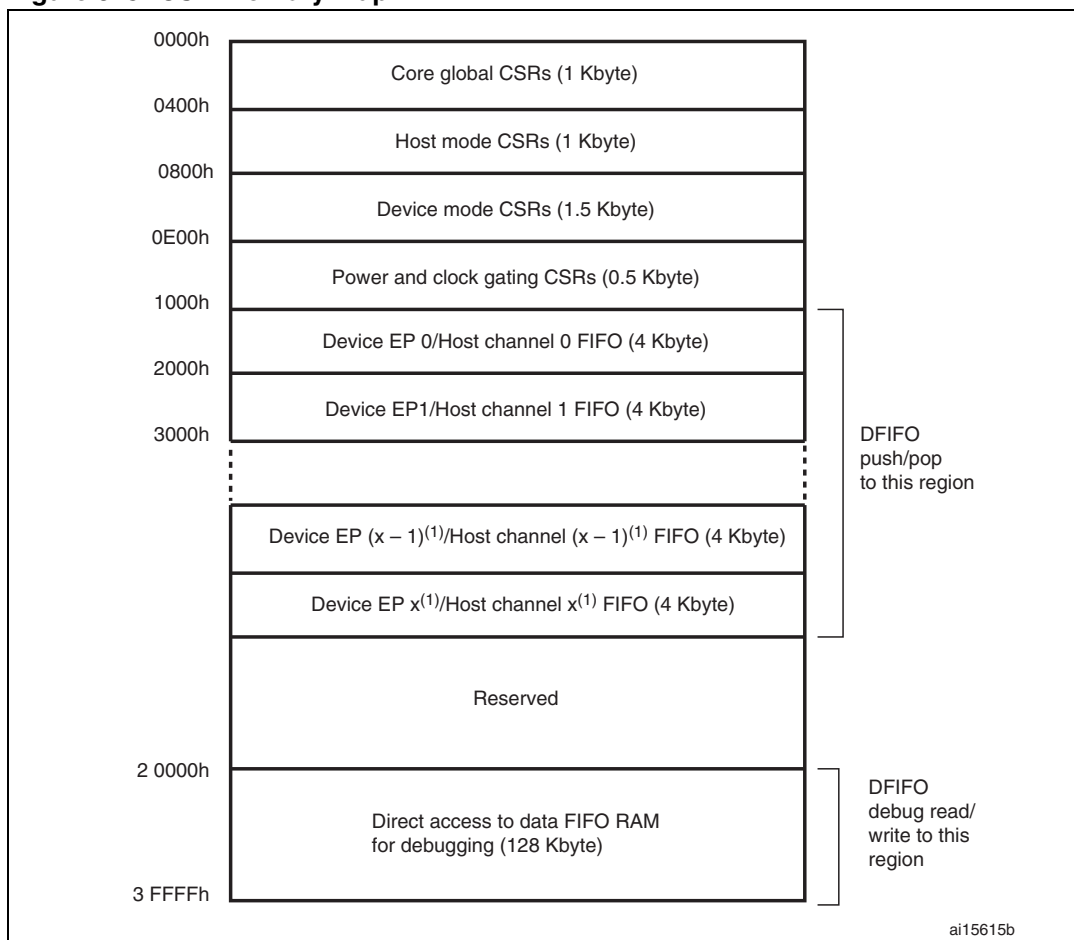 0000h
Core global CSRs (1 Kbyte)
0400h
Host mode CSRs (1 Kbyte)
0800h
Device mode CSRs (1.5 Kbyte)
0E00h
Power and clock gating CSRs (0.5 Kbyte)
1000h
Device EP 0/Host channel 0 FIFO (4 Kbyte)
2000h
Device EP1/Host channel 1 FIFO (4 Kbyte)
3000h
DFIFO
push/pop
to this region
Device EP (x – 1)(1)/Host channel (x – 1)(1) FIFO (4 Kbyte)
Device EP x(1)/Host channel x(1) FIFO (4 Kbyte)
Reserved
2 0000h
DFIFO
debug read/
write to this
region
Direct access to data FIFO RAM
for debugging (128 Kbyte)
3 FFFFh
ai15615b